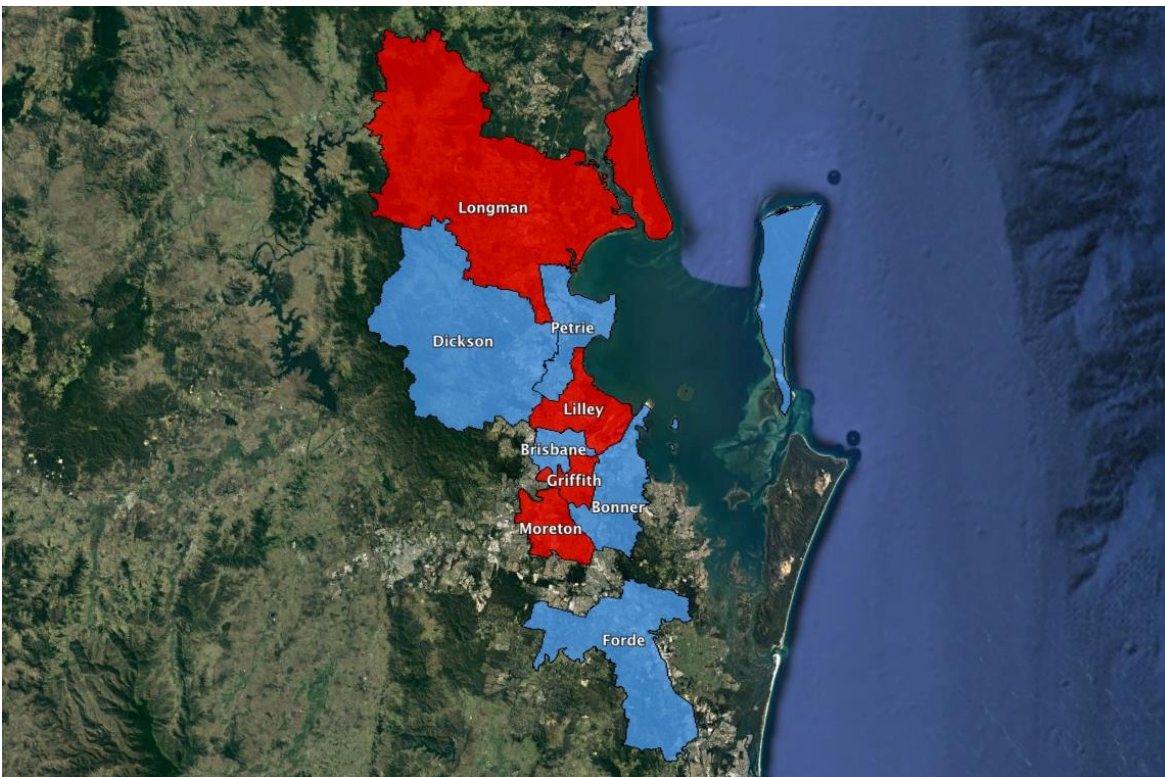 Longman
Dickson
Petrie
Lilley
Brisbane
Griffith
Bonner
Moreton
Forde